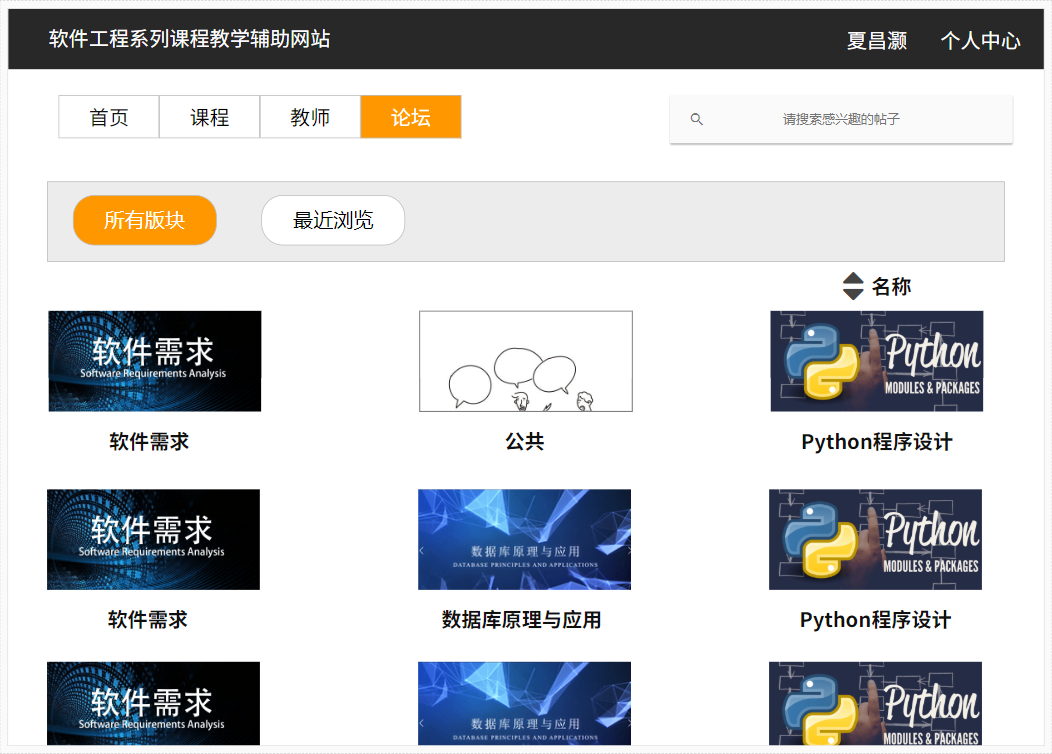 软件工程系列课程教学辅助网站
夏昌灏 个人中心
首页 课程 教师 论坛
请搜索感兴趣的帖子
所有版块 最近浏览
名称
软件需求
Software Requirements Analysis
Python
MODULES & PACKAGES
软件需求 公共 Python程序设计
软件需求
Software Requirements Analysis
数据库原理与应用
DATABASE PRINCIPLES AND APPLICATIONS
Python
MODULES & PACKAGES
软件需求 数据库原理与应用 Python程序设计
软件需求
Software Requirements Analysis
数据库原理与应用
DATABASE PRINCIPLES AND APPLICATIONS
Python
MODULES & PACKAGES